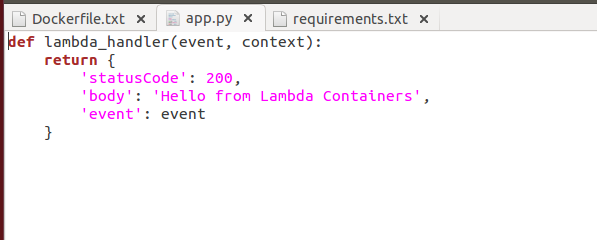 Dockerfile.txt × app.py × requirements.txt ×
def lambda_handler(event, context):
    return {
        'statusCode': 200,
        'body': 'Hello from Lambda Containers',
        'event': event
    }